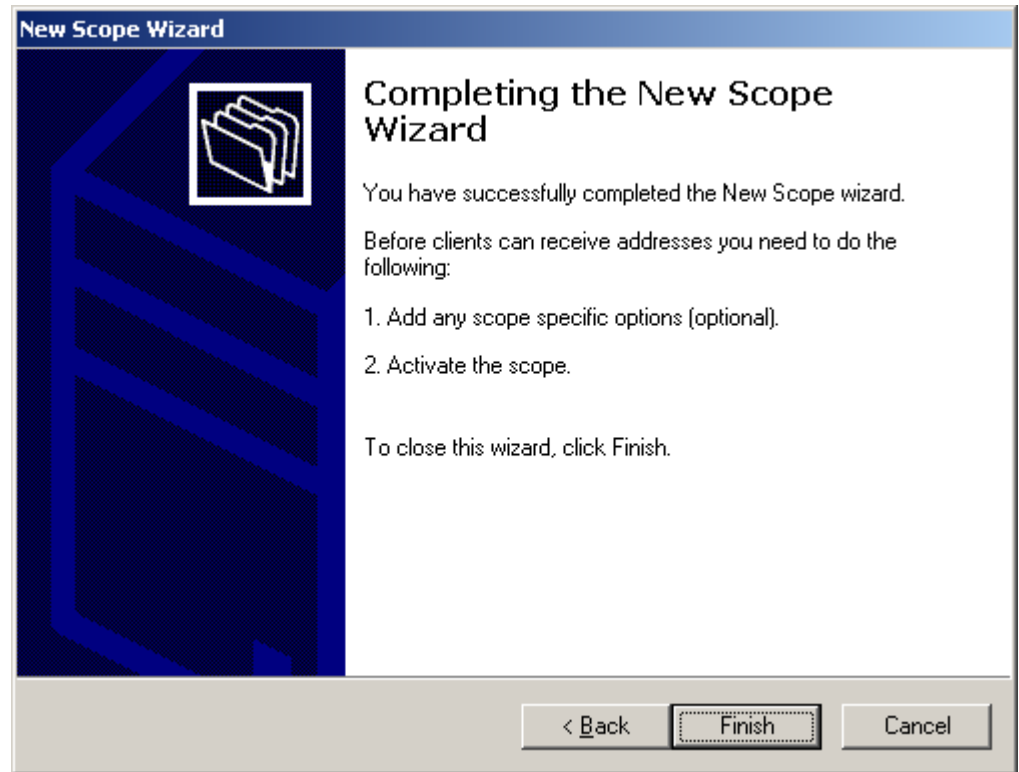 New Scope Wizard
Completing the New Scope
Wizard
You have successfully completed the New Scope wizard.
Before clients can receive addresses you need to do the
following:
1. Add any scope specific options (optional).
2. Activate the scope.
To close this wizard, click Finish.
< Back Finish Cancel